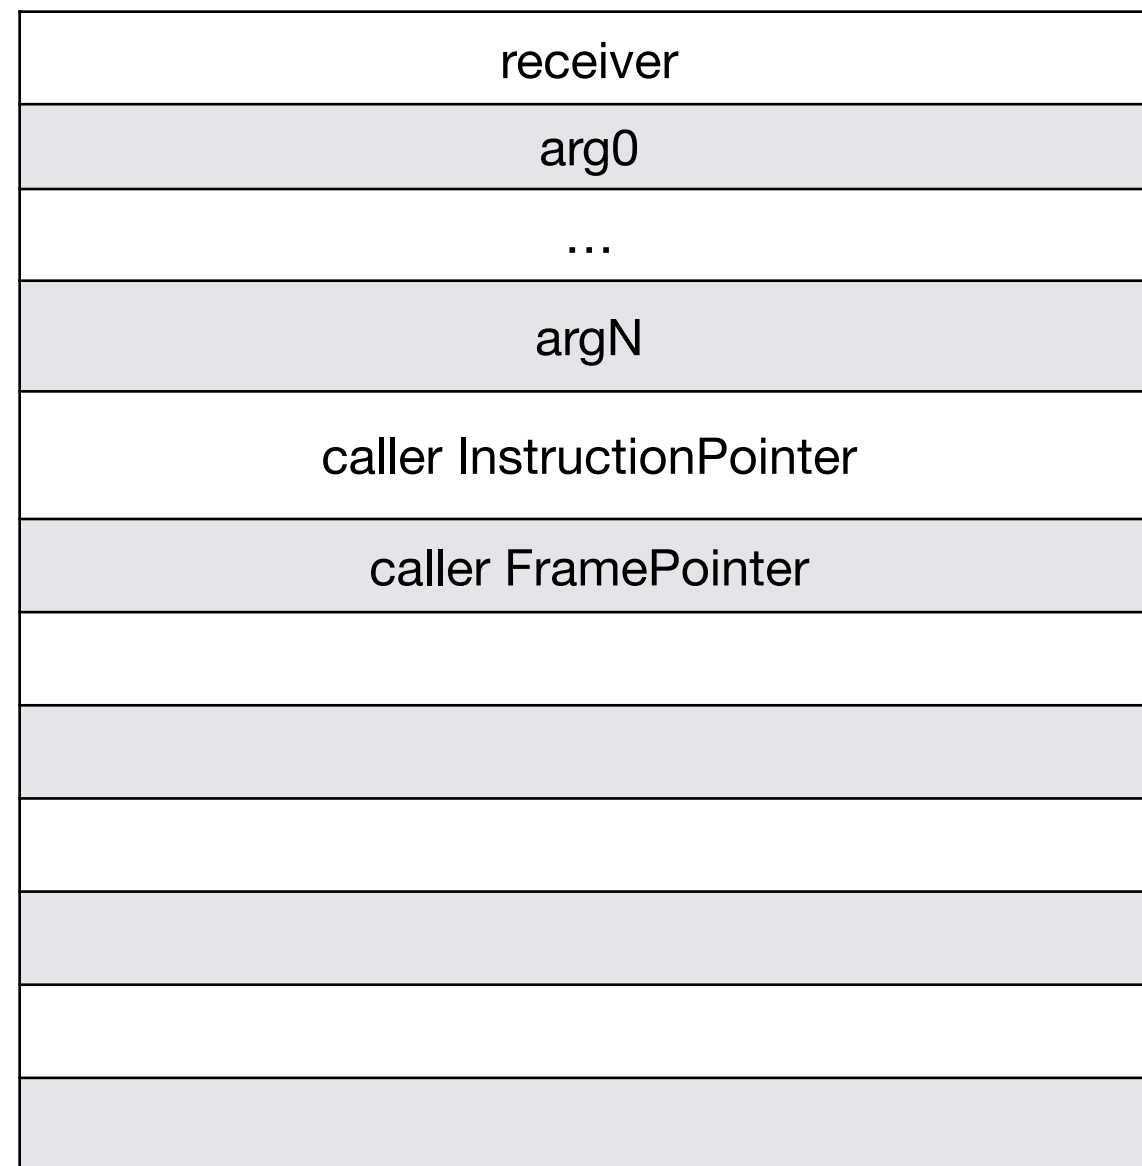 receiver
arg0
…
argN
caller InstructionPointer
caller FramePointer